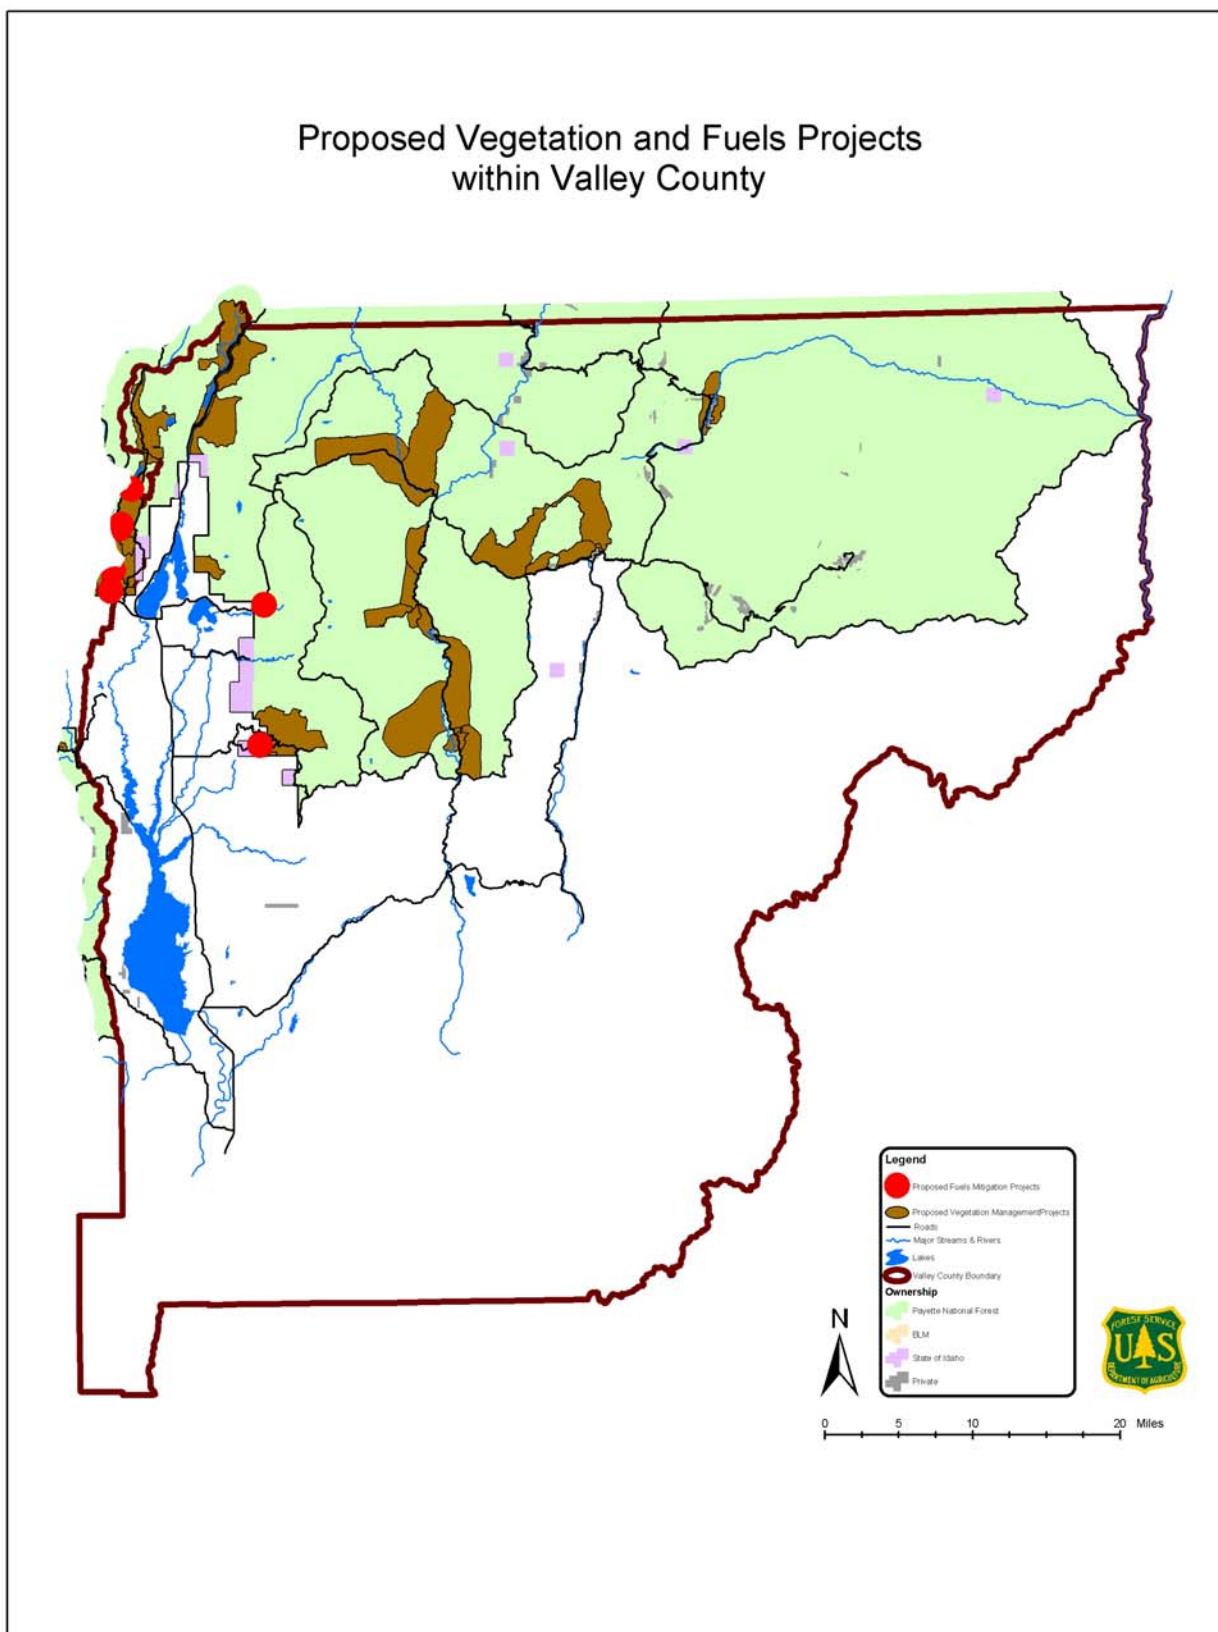 Proposed Vegetation and Fuels Projects
within Valley County
Legend
Proposed Fuels Mitigation Projects
Proposed Vegetation ManagementProjects
Roads
Major Streams & Rivers
Lakes
Valley County Boundary
Ownership
Payette National Forest
BLM
State of Idaho
Private
N
FOREST SERVICE
U S
DEPARTMENT OF AGRICULTURE
0 5 10 20 Miles